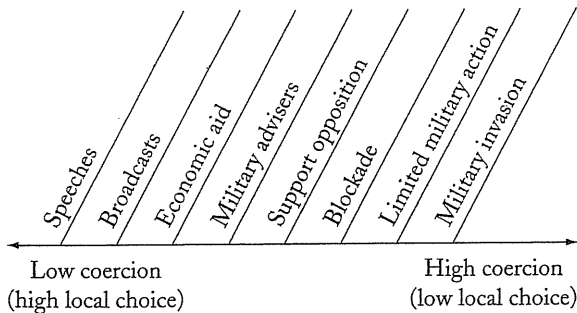 Speeches
Broadcasts
Economic aid
Military advisers
Support opposition
Blockade
Limited military action
Military invasion
Low coercion
(high local choice)
High coercion
(low local choice)